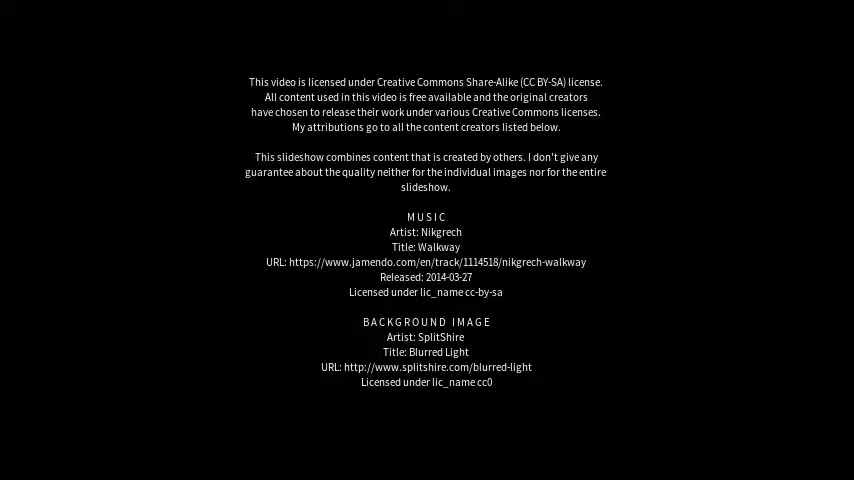 This video is licensed under Creative Commons Share-Alike (CC BY-SA) license.
All content used in this video is free available and the original creators
have chosen to release their work under various Creative Commons licenses.
My attributions go to all the content creators listed below.
This slideshow combines content that is created by others. I don't give any
guarantee about the quality neither for the individual images nor for the entire
slideshow.
MUSIC
Artist: Nikgrech
Title: Walkway
URL: https://www.jamendo.com/en/track/1114518/nikgrech-walkway
Released: 2014-03-27
Licensed under lic_name cc-by-sa
BACKGROUND IMAGE
Artist: SplitShire
Title: Blurred Light
URL: http://www.splitshire.com/blurred-light
Licensed under lic_name cc0